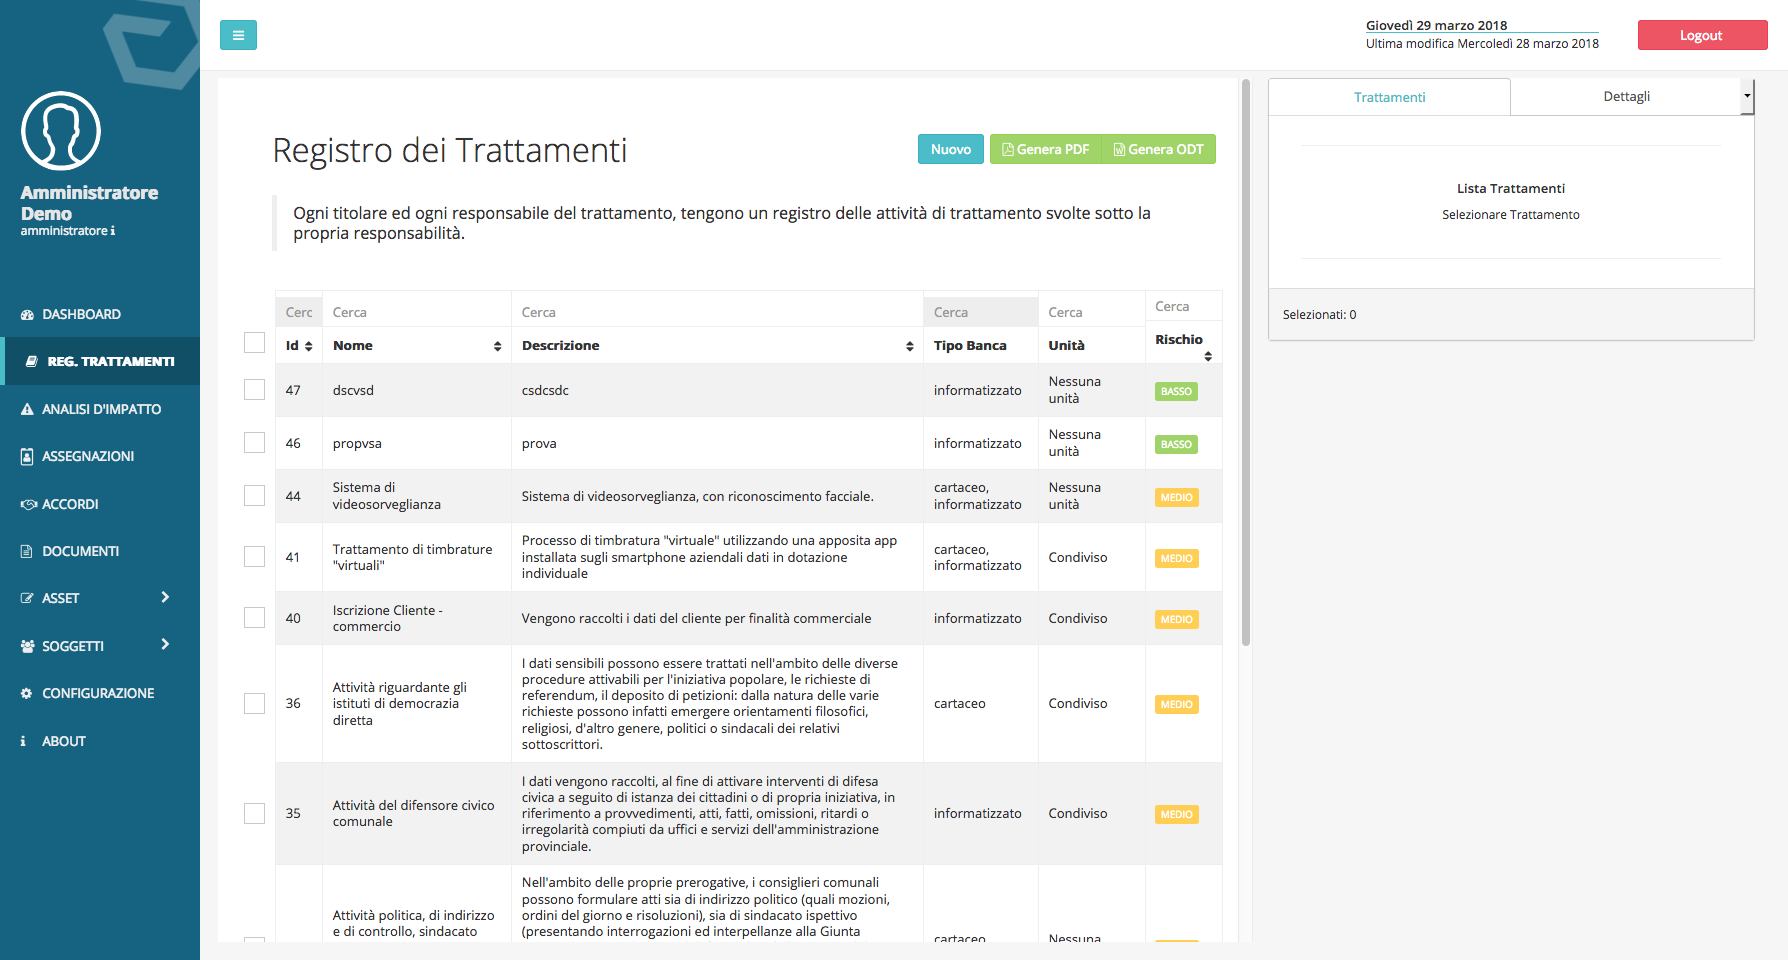 Giovedì 29 marzo 2018
Ultima modifica Mercoledì 28 marzo 2018
Logout
Amministratore
Demo
amministratore
DASHBOARD
REG. TRATTAMENTI
ANALISI D'IMPATTO
ASSEGNAZIONI
ACCORDI
DOCUMENTI
ASSET
SOGGETTI
CONFIGURAZIONE
ABOUT
Registro dei Trattamenti
Nuovo
Genera PDF
Genera ODT
Ogni titolare ed ogni responsabile del trattamento, tengono un registro delle attività di trattamento svolte sotto la
propria responsabilità.
Cerc Cerca Cerca Cerca Cerca Cerca
Id Nome Descrizione Tipo Banca Unità Rischio
47 dscvsd csdcsdc informatizzato Nessuna
unità
BASSO
46 propvsa prova informatizzato Nessuna
unità
BASSO
44
Sistema di
videosorveglianza
Sistema di videosorveglianza, con riconoscimento facciale.
cartaceo,
informatizzato
Nessuna
unità
MEDIO
41
Trattamento di timbrature
"virtuali"
Processo di timbratura "virtuale" utilizzando una apposita app
installata sugli smartphone aziendali dati in dotazione
individuale
cartaceo,
informatizzato
Condiviso
MEDIO
40
Iscrizione Cliente -
commercio
Vengono raccolti i dati del cliente per finalità commerciale
informatizzato
Condiviso
MEDIO
36
Attività riguardante gli
istituti di democrazia
diretta
I dati sensibili possono essere trattati nell'ambito delle diverse
procedure attivabili per l'iniziativa popolare, le richieste di
referendum, il deposito di petizioni: dalla natura delle varie
richieste possono infatti emergere orientamenti filosofici,
religiosi, d'altro genere, politici o sindacali dei relativi
sottoscrittori.
cartaceo
Condiviso
MEDIO
35
Attività del difensore civico
comunale
I dati vengono raccolti, al fine di attivare interventi di difesa
civica a seguito di istanza dei cittadini o di propria iniziativa, in
riferimento a provvedimenti, atti, fatti, omissioni, ritardi o
irregolarità compiuti da uffici e servizi dell'amministrazione
provinciale.
informatizzato
Condiviso
MEDIO
Attività politica, di indirizzo
e di controllo, sindacato
Nell'ambito delle proprie prerogative, i consiglieri comunali
possono formulare atti sia di indirizzo politico (quali mozioni,
ordini del giorno e risoluzioni), sia di sindacato ispettivo
(presentando interrogazioni ed interpellanze alla Giunta
cartaceo
Nessuna
Trattamenti
Dettagli
Lista Trattamenti
Selezionare Trattamento
Selezionati: 0